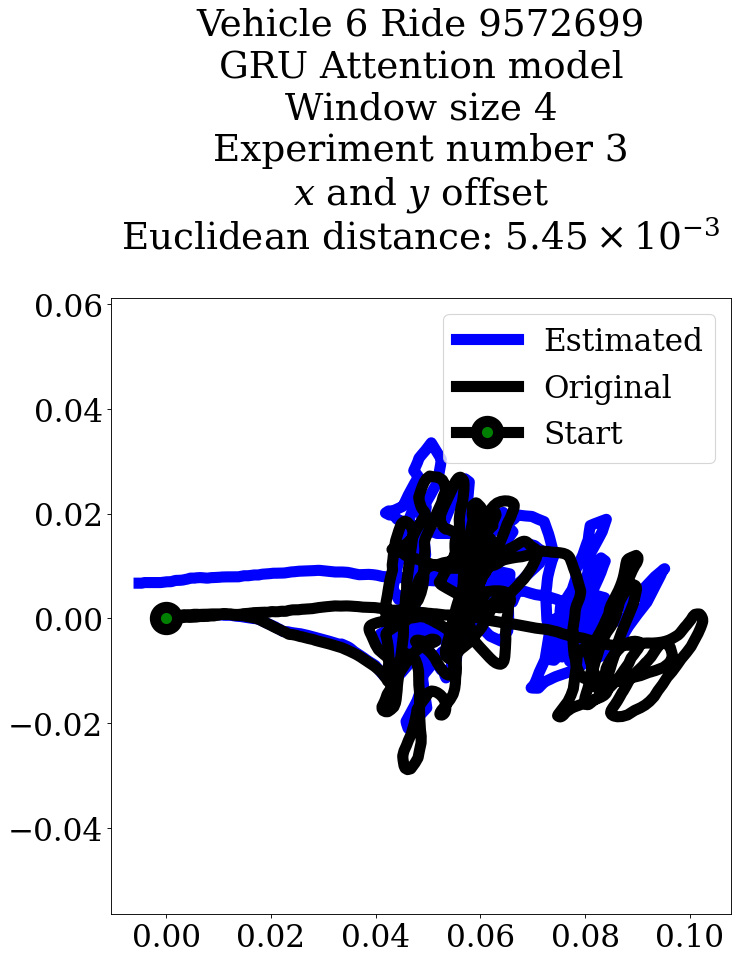 Vehicle 6 Ride 9572699
GRU Attention model
Window size 4
Experiment number 3
x and y offset
Euclidean distance: 5.45 × 10⁻³
Estimated
Original
Start
0.06
0.04
0.02
0.00
−0.02
−0.04
0.00 0.02 0.04 0.06 0.08 0.10